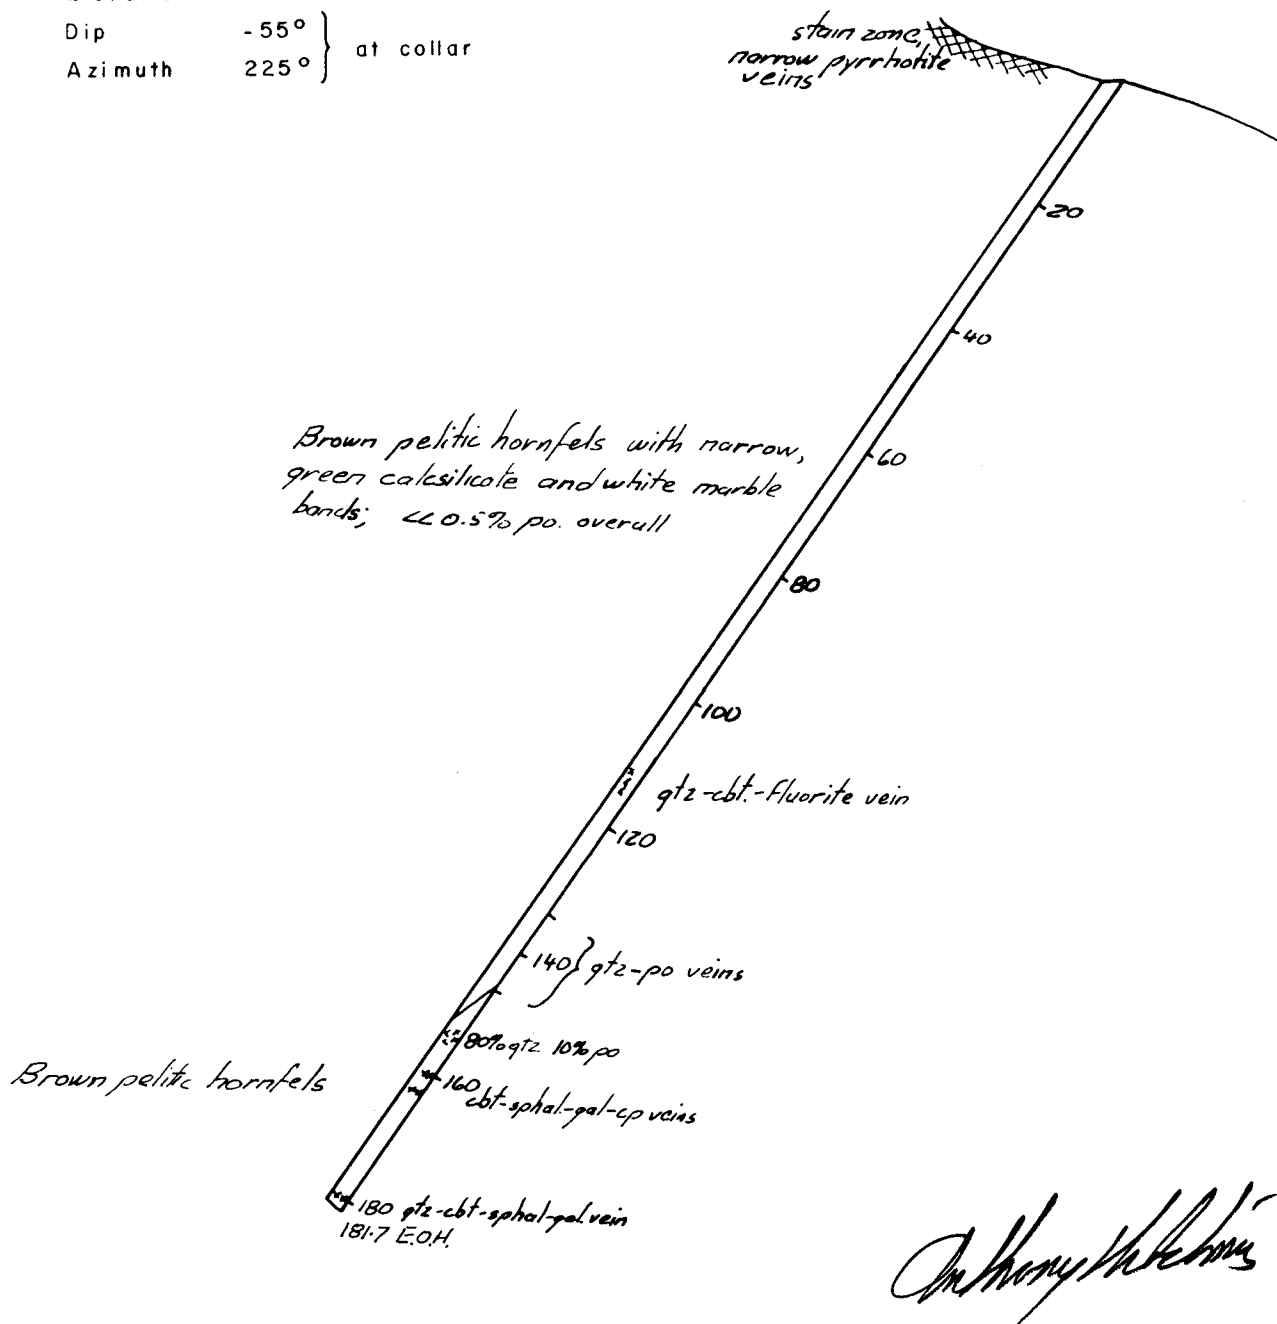 Dip -55°
Azimuth 225°
at collar
stain zone,
narrow pyrrhotite
veins
20
40
60
Brown pelitic hornfels with narrow,
green calcsilicate and white marble
bands; << 0.5% po. overall
80
100
qtz-cbt.-fluorite vein
120
140 qtz-po veins
80% qtz 10% po
Brown pelitic hornfels
160
cbt-sphal-gal-cp veins
180 qtz-cbt-sphal-gal. vein
181.7 E.O.H.
Anthony